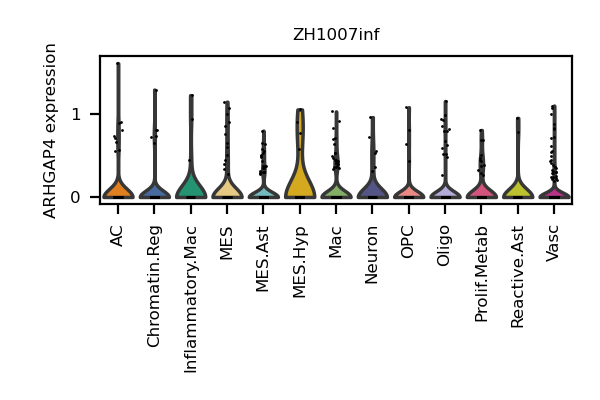 ZH1007inf
ARHGAP4 expression
1
0
AC
Chromatin.Reg
Inflammatory.Mac
MES
MES.Ast
MES.Hyp
Mac
Neuron
OPC
Oligo
Prolif.Metab
Reactive.Ast
Vasc